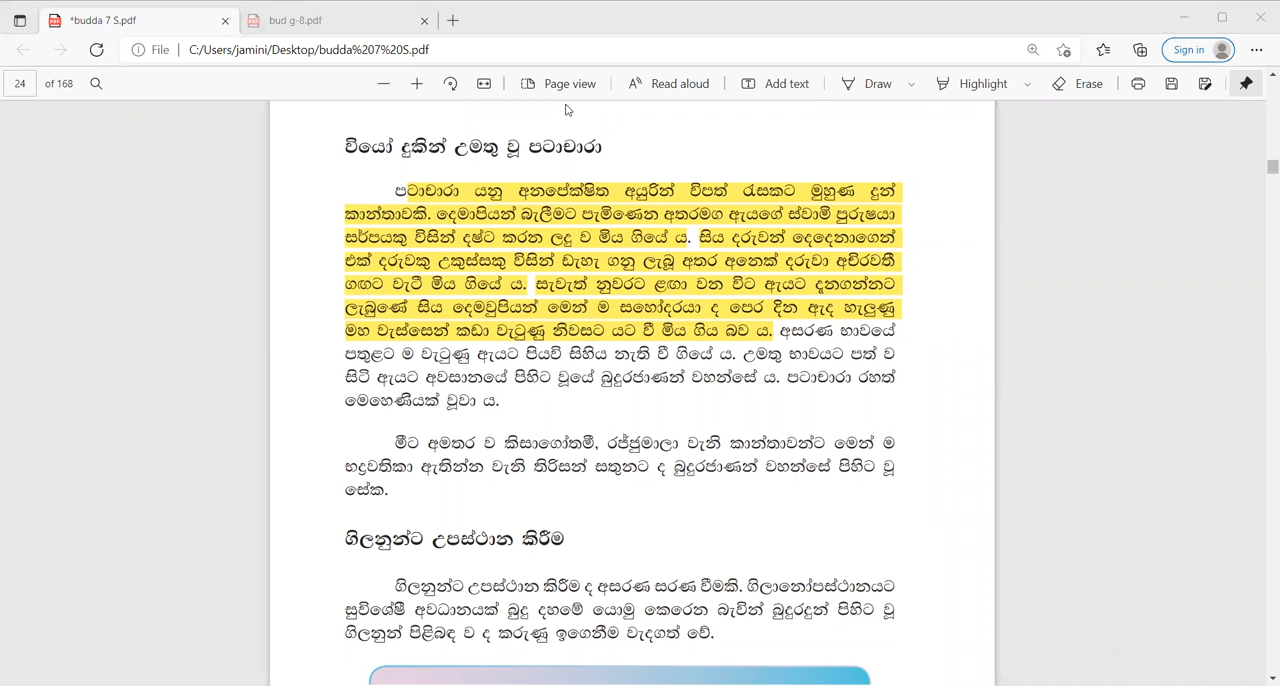 *budda 7 S.pdf
bud g-8.pdf
File C:/Users/jamini/Desktop/budda%207%20S.pdf Sign in
24 of 168 Page view Read aloud Add text Draw Highlight Erase
වියෝ දුකින් උමතු වූ පටාචාරා
පටාචාරා යනු අනපේක්ෂිත අයුරින් විපත් රැසකට මුහුණ දුන්
කාන්තාවකි. දෙමාපියන් බැලීමට පැමිණෙන අතරමග ඇයගේ ස්වාමි පුරුෂයා
සර්පයකු විසින් දෂ්ට කරන ලදු ව මිය ගියේ ය. සිය දරුවන් දෙදෙනාගෙන්
එක් දරුවකු උකුස්සකු විසින් ඩැහැ ගනු ලැබූ අතර අනෙක් දරුවා අචිරවතී
ගඟට වැටී මිය ගියේ ය. සැවැත් නුවරට ළඟා වන විට ඇයට දැනගන්නට
ලැබුණේ සිය දෙමවුපියන් මෙන් ම සහෝදරයා ද පෙර දින ඇද හැලුණු
මහ වැස්සෙන් කඩා වැටුණු නිවසට යට වී මිය ගිය බව ය. අසරණ භාවයේ
පතුළට ම වැටුණු ඇයට පියවි සිහිය නැති වී ගියේ ය. උමතු භාවයට පත් ව
සිටි ඇයට අවසානයේ පිහිට වූයේ බුදුරජාණන් වහන්සේ ය. පටාචාරා රහත්
මෙහෙණියක් වූවා ය.
මීට අමතර ව කිසාගෝතමී, රජ්ජුමාලා වැනි කාන්තාවන්ට මෙන් ම
භද්‍රවතිකා ඇතින්න වැනි තිරිසන් සතුනට ද බුදුරජාණන් වහන්සේ පිහිට වූ
සේක.
ගිලනුන්ට උපස්ථාන කිරීම
ගිලනුන්ට උපස්ථාන කිරීම ද අසරණ සරණ වීමකි. ගිලානෝපස්ථානයට
සුවිශේෂී අවධානයක් බුදු දහමේ යොමු කෙරෙන බැවින් බුදුරදුන් පිහිට වූ
ගිලනුන් පිළිබඳ ව ද කරුණු ඉගෙනීම වැදගත් වේ.